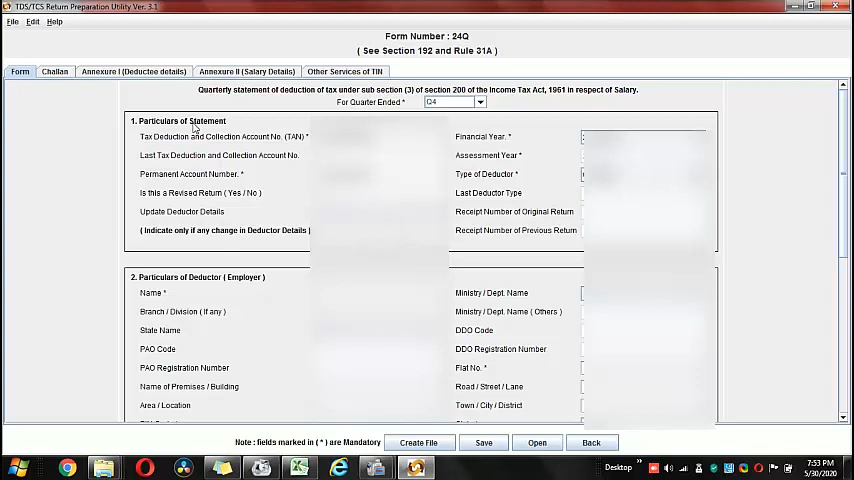 TDS/TCS Return Preparation Utility Ver. 3.1
File Edit Help
Form Number : 24Q
( See Section 192 and Rule 31A )
Form Challan Annexure I (Deductee details) Annexure II (Salary Details) Other Services of TIN
Quarterly statement of deduction of tax under sub section (3) of section 200 of the Income Tax Act, 1961 in respect of Salary.
For Quarter Ended * Q4
1. Particulars of Statement
Tax Deduction and Collection Account No. (TAN) * Financial Year. *
Last Tax Deduction and Collection Account No. Assessment Year *
Permanent Account Number. * Type of Deductor *
Is this a Revised Return ( Yes / No ) Last Deductor Type
Update Deductor Details Receipt Number of Original Return
( Indicate only if any change in Deductor Details ) Receipt Number of Previous Return
2. Particulars of Deductor ( Employer )
Name * Ministry / Dept. Name
Branch / Division ( If any ) Ministry / Dept. Name ( Others )
State Name DDO Code
PAO Code DDO Registration Number
PAO Registration Number Flat No. *
Name of Premises / Building Road / Street / Lane
Area / Location Town / City / District
Note : fields marked in ( * ) are Mandatory Create File Save Open Back
Desktop » 7:53 PM
5/30/2020